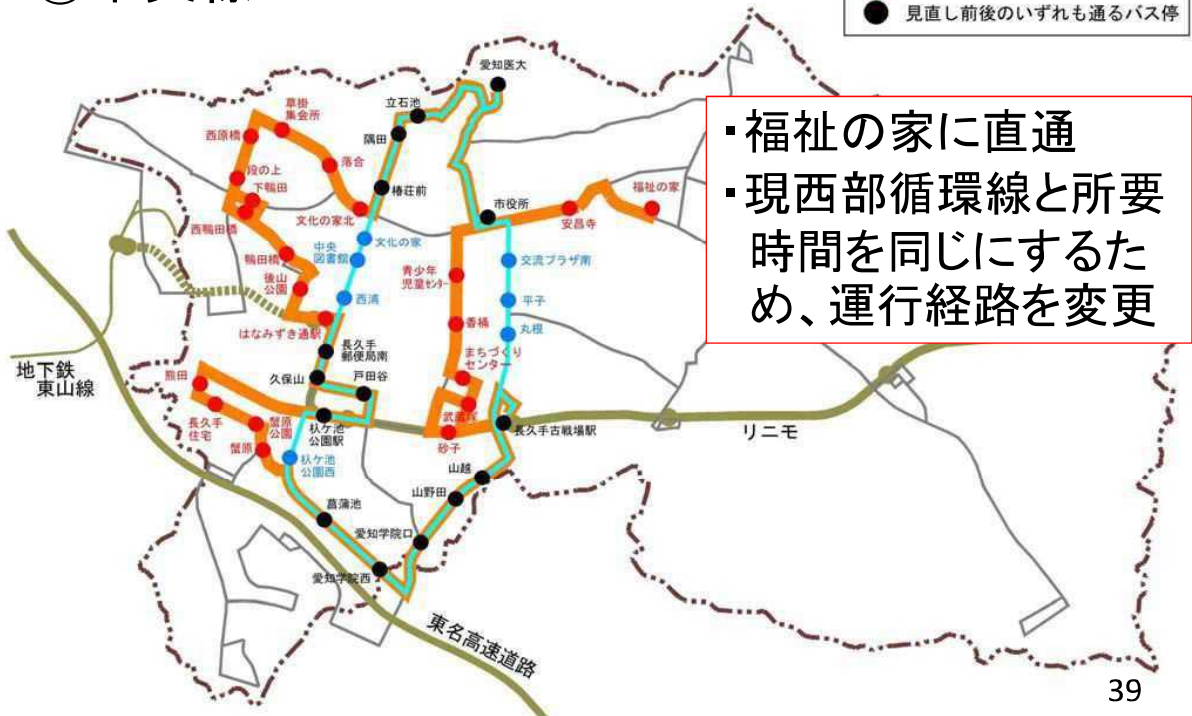 見直し前後のいずれも通るバス停
・福祉の家に直通
・現西部循環線と所要
時間を同じにするた
め、運行経路を変更
愛知医大
立石池
隅田
草掛
集会所
西原橋
落合
段の上
下鴨田
椿荘前
文化の家北
西鴨田橋
文化の家
中央
図書館
鴨田橋
後山
公園
西浦
はなみずき通駅
長久手
郵便局南
市役所
安昌寺
福祉の家
青少年
児童センター
交流プラザ南
平子
丸根
香桶
まちづくり
センター
武蔵塚
砂子
長久手古戦場駅
リニモ
地下鉄
東山線
熊田
久保山
戸田谷
長久手
住宅
蟹原
公園
蟹原
杁ケ池
公園駅
杁ケ池
公園西
山越
山野田
菖蒲池
愛知学院口
愛知学院西
東名高速道路
39